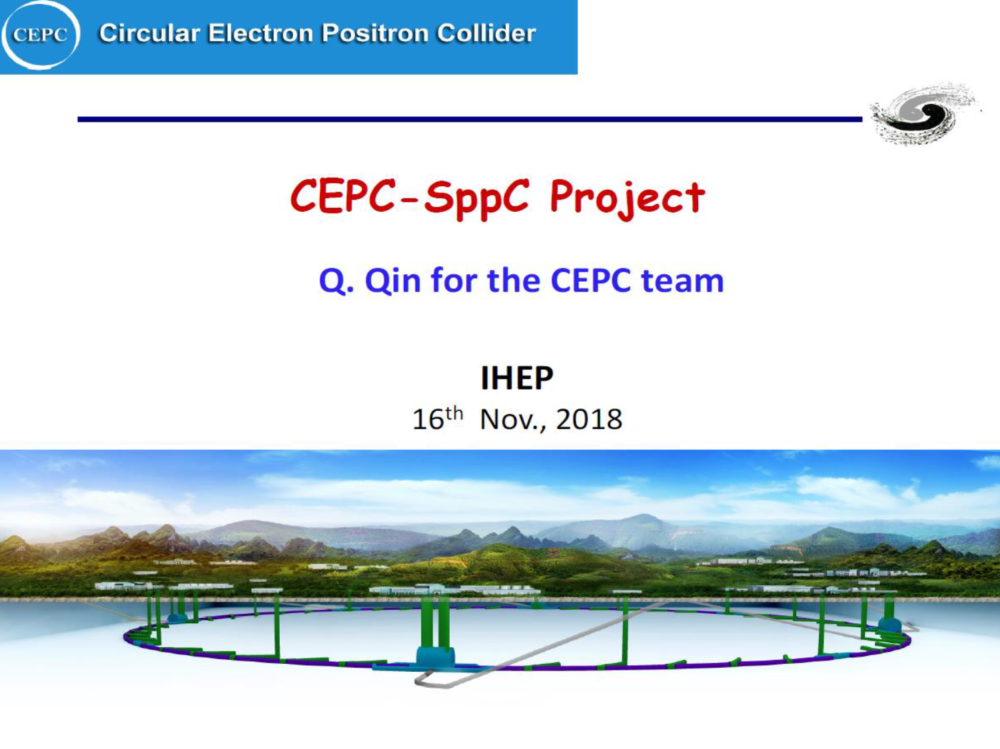 CEPC
Circular Electron Positron Collider
CEPC-SppC Project
Q. Qin for the CEPC team
IHEP
16th Nov., 2018